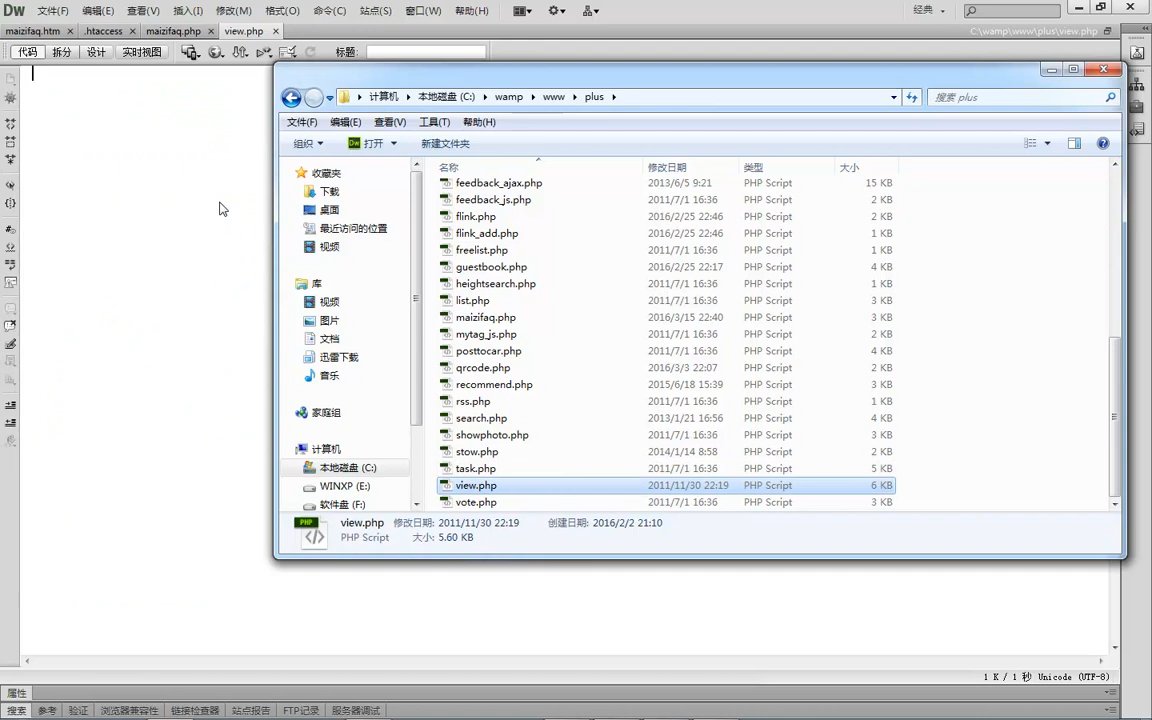 Dw 文件(F) 编辑(E) 查看(V) 插入(I) 修改(M) 格式(O) 命令(C) 站点(S) 窗口(W) 帮助(H) 经典
maizifaq.htm .htaccess maizifaq.php view.php C:\wamp\www\plus\view.php
代码 拆分 设计 实时视图 标题:
计算机 本地磁盘 (C:) wamp www plus 搜索 plus
文件(F) 编辑(E) 查看(V) 工具(T) 帮助(H)
组织 Dw 打开 新建文件夹
收藏夹
下载
桌面
最近访问的位置
视频
库
视频
图片
文档
迅雷下载
音乐
家庭组
计算机
本地磁盘 (C:)
WINXP (E:)
软件盘 (F:)
名称 修改日期 类型 大小
feedback_ajax.php 2013/6/5 9:21 PHP Script 15 KB
feedback_js.php 2011/7/1 16:36 PHP Script 2 KB
flink.php 2016/2/25 22:46 PHP Script 2 KB
flink_add.php 2016/2/25 22:46 PHP Script 1 KB
freelist.php 2011/7/1 16:36 PHP Script 1 KB
guestbook.php 2016/2/25 22:17 PHP Script 4 KB
heightsearch.php 2011/7/1 16:36 PHP Script 1 KB
list.php 2011/7/1 16:36 PHP Script 3 KB
maizifaq.php 2016/3/15 22:40 PHP Script 3 KB
mytag_js.php 2011/7/1 16:36 PHP Script 2 KB
posttocar.php 2011/7/1 16:36 PHP Script 4 KB
qrcode.php 2016/3/3 22:07 PHP Script 2 KB
recommend.php 2015/6/18 15:39 PHP Script 3 KB
rss.php 2011/7/1 16:36 PHP Script 1 KB
search.php 2013/1/21 16:56 PHP Script 4 KB
showphoto.php 2011/7/1 16:36 PHP Script 3 KB
stow.php 2014/1/14 8:58 PHP Script 2 KB
task.php 2011/7/1 16:36 PHP Script 5 KB
view.php 2011/11/30 22:19 PHP Script 6 KB
vote.php 2011/7/1 16:36 PHP Script 3 KB
PHP view.php 修改日期: 2011/11/30 22:19 创建日期: 2016/2/2 21:10
PHP Script 大小: 5.60 KB
1 K / 1 秒 Unicode (UTF-8)
属性
搜索 参考 验证 浏览器兼容性 链接检查器 站点报告 FTP记录 服务器调试